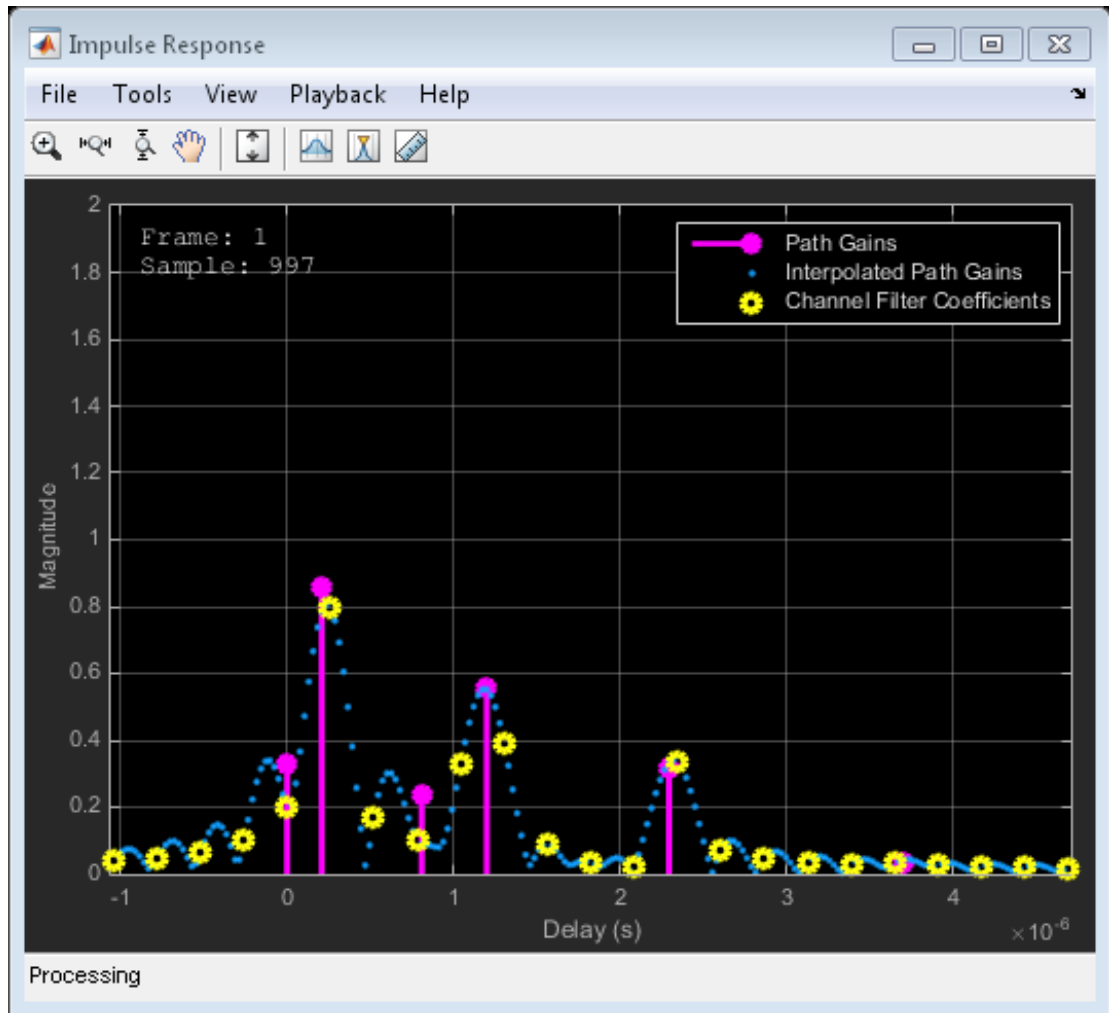 Impulse Response
File Tools View Playback Help
Frame: 1
Sample: 997
Path Gains
Interpolated Path Gains
Channel Filter Coefficients
2
1.8
1.6
1.4
1.2
1
0.8
0.6
0.4
0.2
0
Magnitude
-1 0 1 2 3 4
Delay (s)
×10⁻⁶
Processing